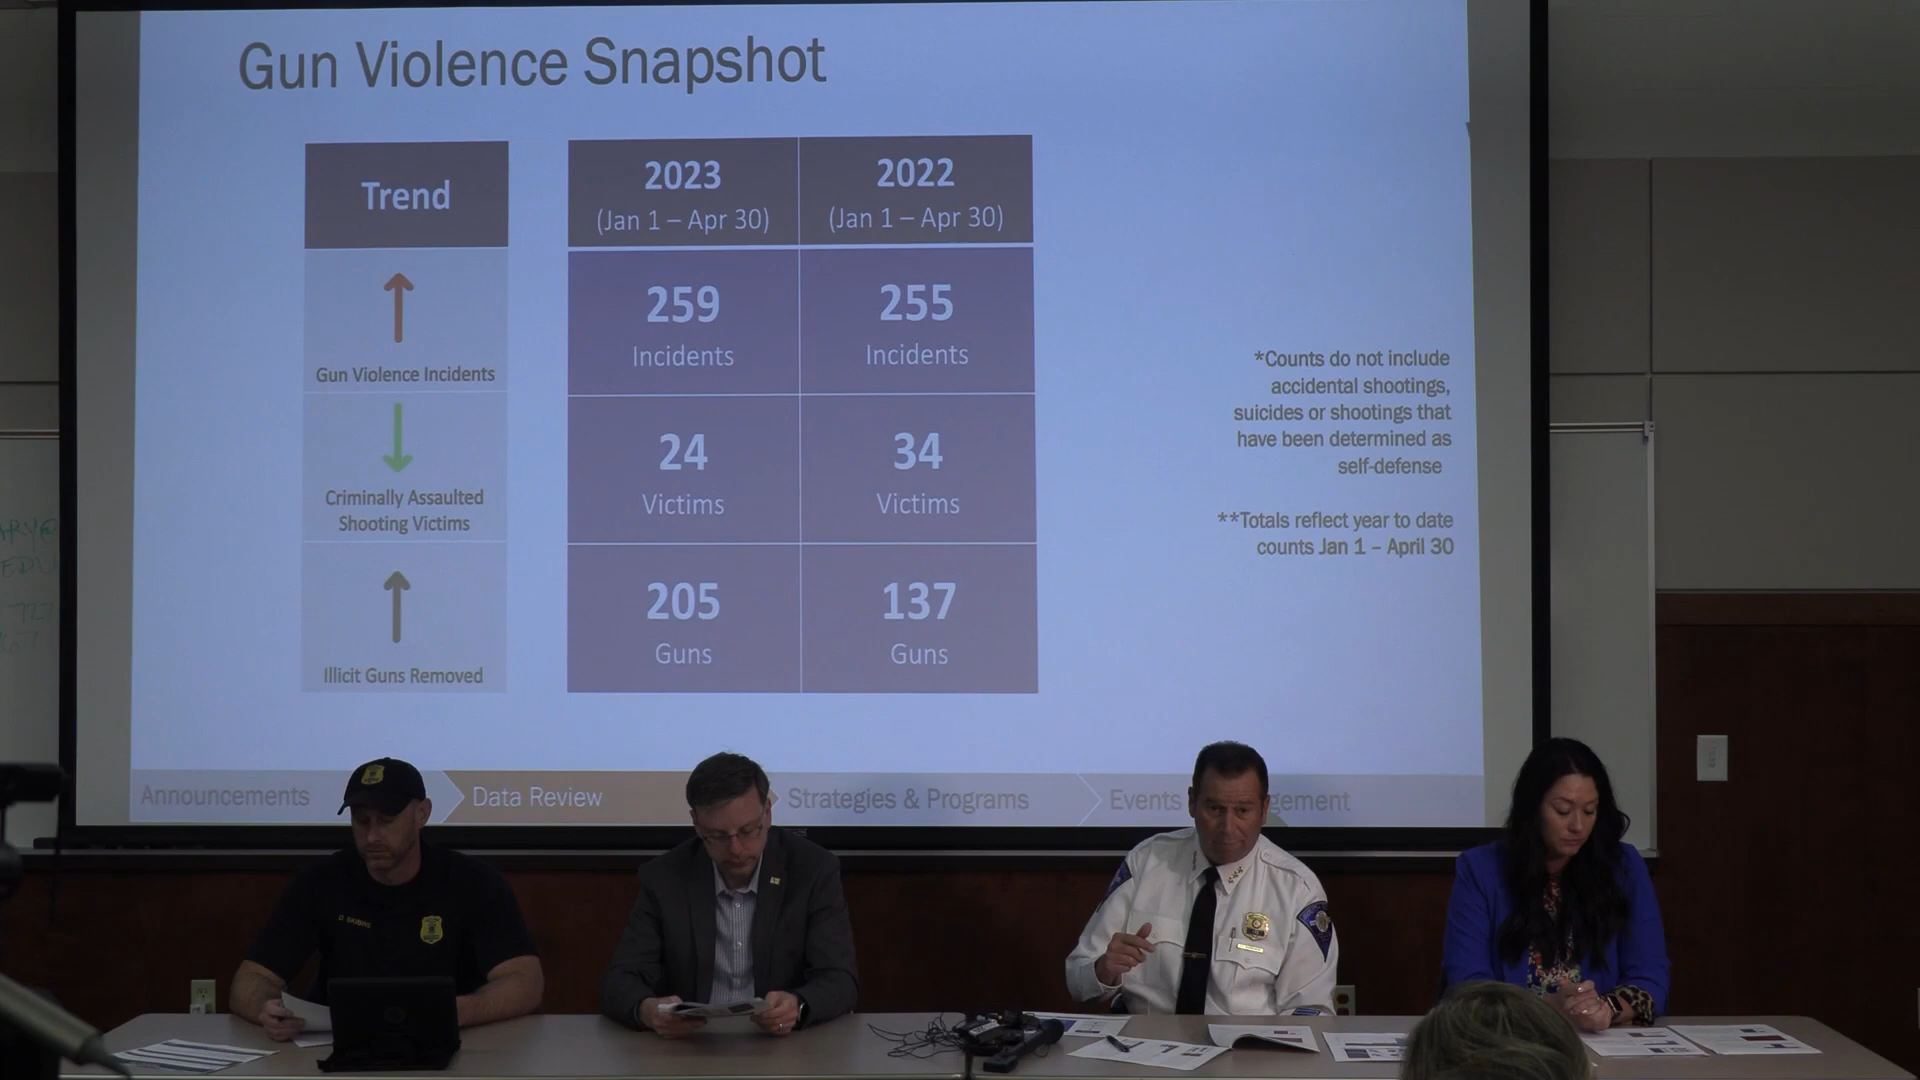 Gun Violence Snapshot
Trend
2023
(Jan 1 – Apr 30)
2022
(Jan 1 – Apr 30)
Gun Violence Incidents
259
Incidents
255
Incidents
Criminally Assaulted
Shooting Victims
24
Victims
34
Victims
Illicit Guns Removed
205
Guns
137
Guns
*Counts do not include
accidental shootings,
suicides or shootings that
have been determined as
self-defense
**Totals reflect year to date
counts Jan 1 – April 30
Announcements
Data Review
Strategies & Programs
Events